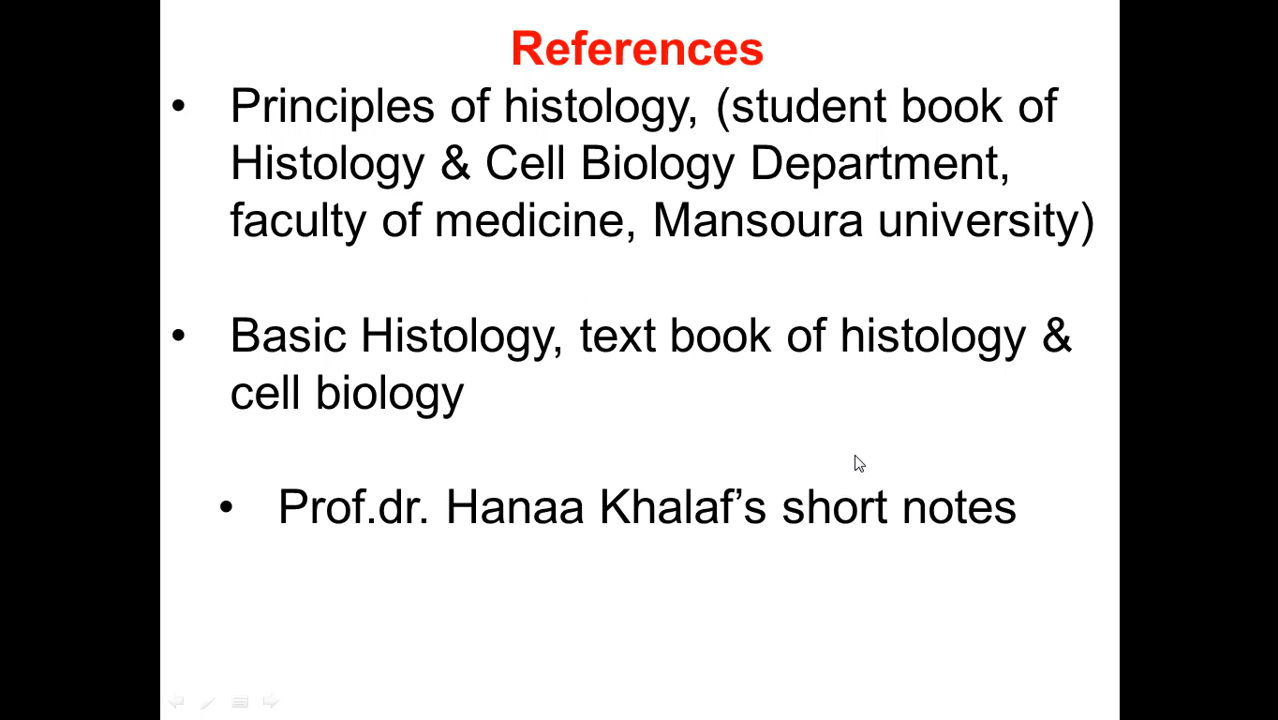 References
• Principles of histology, (student book of
Histology & Cell Biology Department,
faculty of medicine, Mansoura university)
• Basic Histology, text book of histology &
cell biology
• Prof.dr. Hanaa Khalaf’s short notes